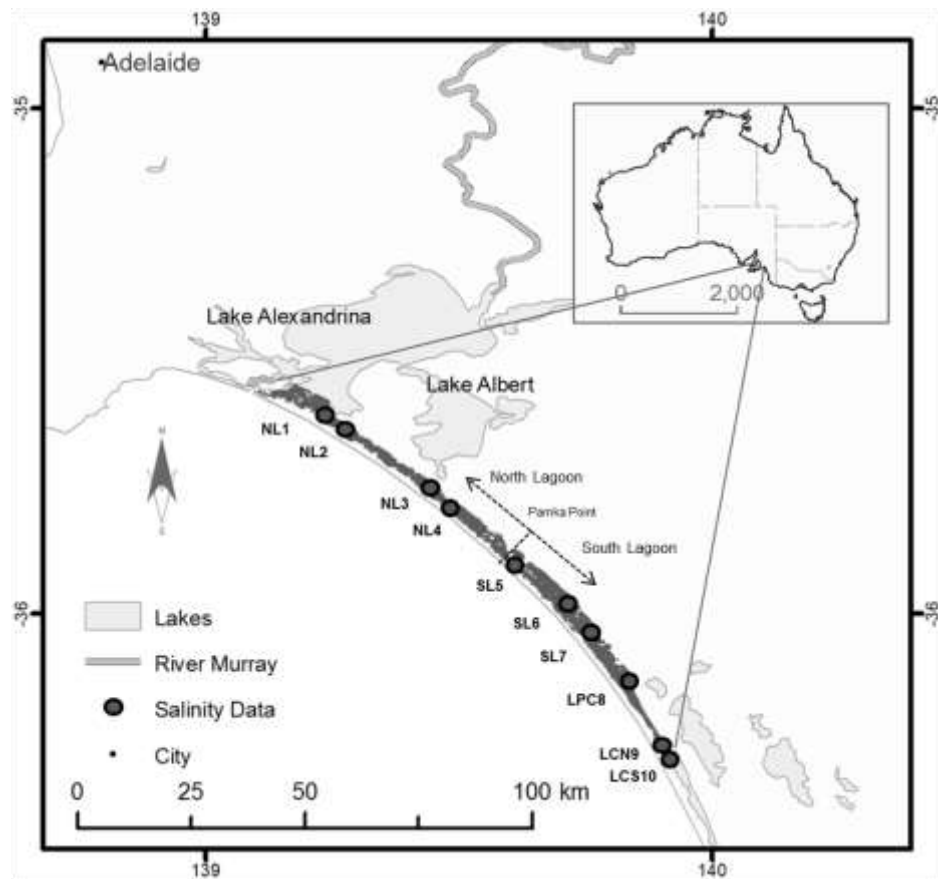 139
140
Adelaide
-35
-35
0
2,000
Lake Alexandrina
Lake Albert
NL1
NL2
N
S
NL3
NL4
North Lagoon
Parnka Point
South Lagoon
SL5
-36
-36
SL6
SL7
LPC8
LCN9
LCS10
Lakes
River Murray
Salinity Data
City
0
25
50
100 km
139
140